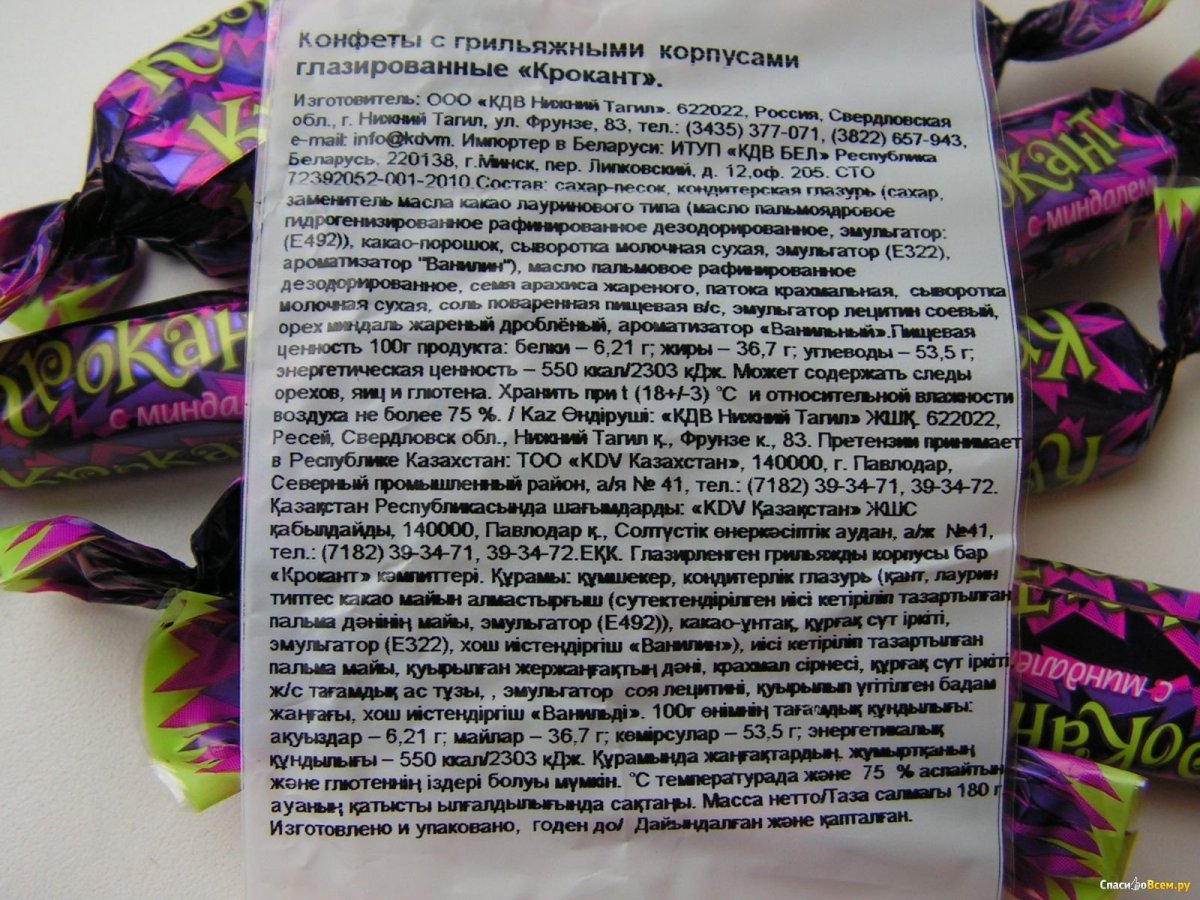 Конфеты с грильяжными корпусами
глазированные «Крокант».
Изготовитель: ООО «КДВ Нижний Тагил». 622022, Россия, Свердловская
обл., г. Нижний Тагил, ул. Фрунзе, 83, тел.: (3435) 377-071, (3822) 657-943,
e-mail: info@kdvm. Импортер в Беларуси: ИТУП «КДВ БЕЛ» Республика
Беларусь, 220138, г.Минск, пер. Липковский, д. 12,оф. 205. СТО
72392052-001-2010.Состав: сахар-песок, кондитерская глазурь (сахар,
заменитель масла какао лауринового типа (масло пальмоядровое
гидрогенизированное рафинированное дезодорированное, эмульгатор:
(Е492)), какао-порошок, сыворотка молочная сухая, эмульгатор (Е322),
ароматизатор "Ванилин"), масло пальмовое рафинированное
дезодорированное, семя арахиса жареного, патока крахмальная, сыворотка
молочная сухая, соль поваренная пищевая в/с, эмульгатор лецитин соевый,
орех миндаль жареный дроблёный, ароматизатор «Ванильный».Пищевая
ценность 100г продукта: белки – 6,21 г; жиры – 36,7 г; углеводы – 53,5 г;
энергетическая ценность – 550 ккал/2303 кДж. Может содержать следы
орехов, яиц и глютена. Хранить при t (18+/-3) °С и относительной влажности
воздуха не более 75 %. / Kaz Өндіруші: «КДВ Нижний Тагил» ЖШҚ. 622022,
Ресей, Свердловск обл., Нижний Тагил қ., Фрунзе к., 83. Претензии принимает
в Республике Казахстан: ТОО «KDV Казахстан», 140000, г. Павлодар,
Северный промышленный район, а/я № 41, тел.: (7182) 39-34-71, 39-34-72.
Қазақстан Республикасында шағымдарды: «KDV Қазақстан» ЖШС
қабылдайды, 140000, Павлодар қ., Солтүстік өнеркәсіптік аудан, а/ж №41,
тел.: (7182) 39-34-71, 39-34-72.ЕҚК. Глазирленген грильяжды корпусы бар
«Крокант» кәмпиттері. Құрамы: құмшекер, кондитерлік глазурь (қант, лаурин
типтес какао майын алмастырғыш (сутектендірілген иісі кетіріліп тазартылған
пальма дәнінің майы, эмульгатор (Е492)), какао-ұнтақ, құрғақ сүт іркіті,
эмульгатор (Е322), хош иістендіргіш «Ванилин»), иісі кетіріліп тазартылған
пальма майы, қуырылған жержаңғақтың дәні, крахмал сірнесі, құрғақ сүт іркіті
ж/с тағамдық ас тұзы, , эмульгатор соя лецитині, қуырылып үгітілген бадам
жаңғағы, хош иістендіргіш «Ванильді». 100г өнімнің тағамдық құндылығы:
ақуыздар – 6,21 г; майлар – 36,7 г; көмірсулар – 53,5 г; энергетикалық
құндылығы – 550 ккал/2303 кДж. Құрамында жаңғақтардың, жұмыртқаның
және глютеннің іздері болуы мүмкін. °С температурада және 75 % аспайтын
ауаның қатысты ылғалдылығында сақтаңы. Масса нетто/Таза салмағы 180 г
Изготовлено и упаковано, годен до/ Дайындалған және қапталған.
Крокант
с миндалем
Крокант
с миндалем
СпасибоВсем.ру